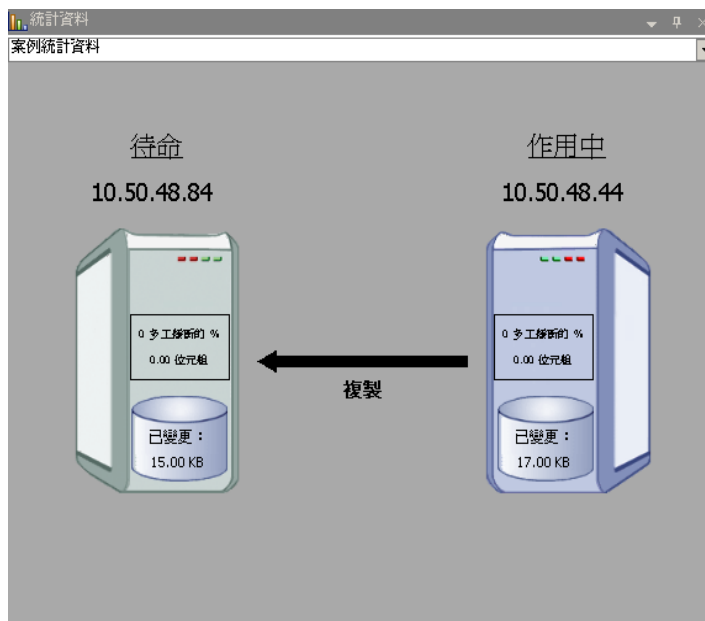 統計資料
案例統計資料
待命
10.50.48.84
0 多工緩衝的 %
0.00 位元組
已變更：
15.00 KB
複製
作用中
10.50.48.44
0 多工緩衝的 %
0.00 位元組
已變更：
17.00 KB